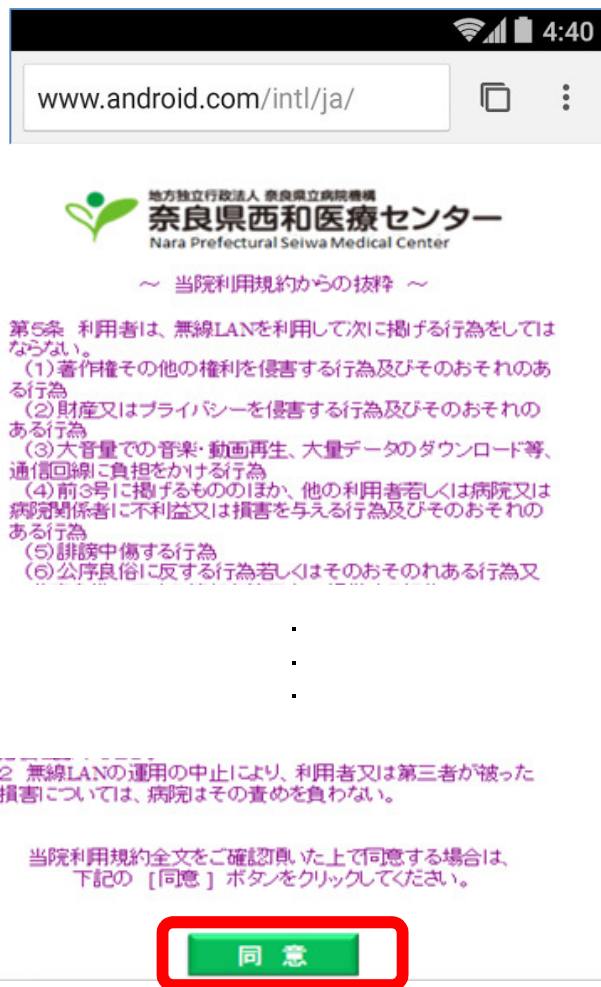 4:40
www.android.com/intl/ja/
地方独立行政法人 奈良県立病院機構
奈良県西和医療センター
Nara Prefectural Seiwa Medical Center
～ 当院利用規約からの抜粋 ～
第5条 利用者は、無線LANを利用して次に掲げる行為をしては
ならない。
(1)著作権その他の権利を侵害する行為及びそのおそれのあ
る行為
(2)財産又はプライバシーを侵害する行為及びそのおそれの
ある行為
(3)大音量での音楽・動画再生、大量データのダウンロード等、
通信回線に負担をかける行為
(4)前3号に掲げるもののほか、他の利用者若しくは病院又は
病院関係者に不利益又は損害を与える行為及びそのおそれの
ある行為
(5)誹謗中傷する行為
(6)公序良俗に反する行為若しくはそのおそのれある行為又
2 無線LANの運用の中止により、利用者又は第三者が被った
損害については、病院はその責めを負わない。
当院利用規約全文をご確認頂いた上で同意する場合は、
下記の [同意 ] ボタンをクリックしてください。
同 意